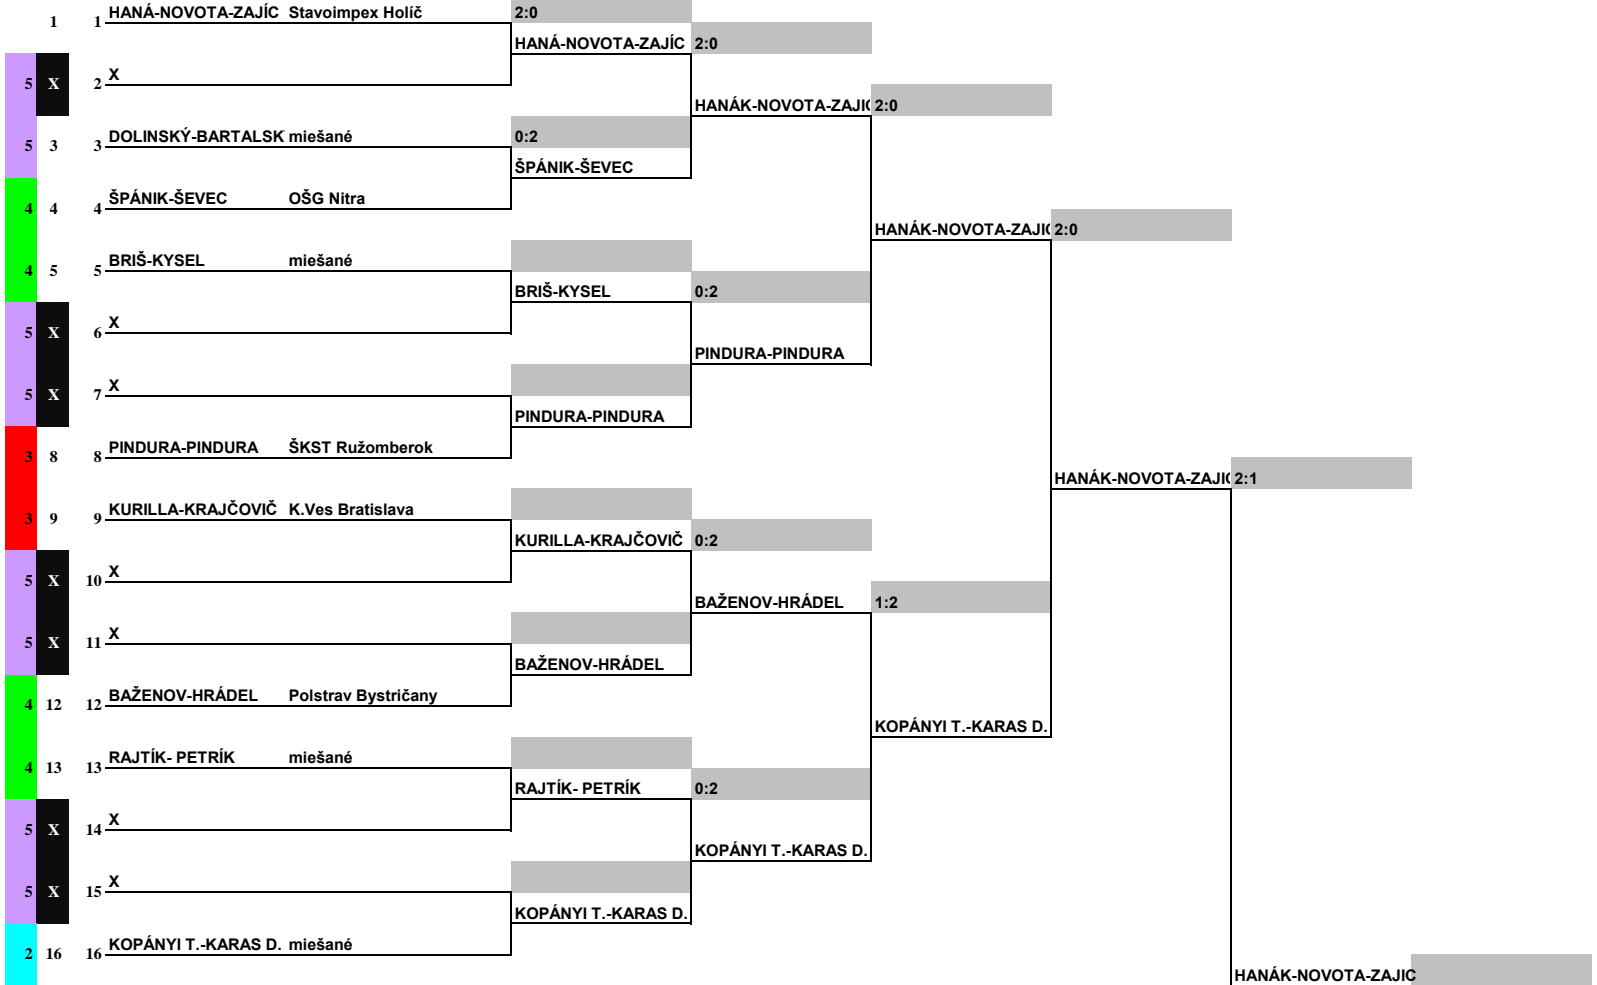 1 1 HANÁ-NOVOTA-ZAJÍC Stavoimpex Holíč 2:0
HANÁ-NOVOTA-ZAJÍC 2:0
5 X 2 X
HANÁK-NOVOTA-ZAJIC 2:0
5 3 3 DOLINSKÝ-BARTALSK miešané 0:2
ŠPÁNIK-ŠEVEC
4 4 4 ŠPÁNIK-ŠEVEC OŠG Nitra
HANÁK-NOVOTA-ZAJIC 2:0
4 5 5 BRIŠ-KYSEL miešané
BRIŠ-KYSEL 0:2
5 X 6 X
PINDURA-PINDURA
5 X 7 X
PINDURA-PINDURA
3 8 8 PINDURA-PINDURA ŠKST Ružomberok
HANÁK-NOVOTA-ZAJIC 2:1
3 9 9 KURILLA-KRAJČOVIČ K.Ves Bratislava
KURILLA-KRAJČOVIČ 0:2
5 X 10 X
BAŽENOV-HRÁDEL 1:2
5 X 11 X
BAŽENOV-HRÁDEL
4 12 12 BAŽENOV-HRÁDEL Polstrav Bystričany
KOPÁNYI T.-KARAS D.
4 13 13 RAJTÍK- PETRÍK miešané
RAJTÍK- PETRÍK 0:2
5 X 14 X
KOPÁNYI T.-KARAS D.
5 X 15 X
KOPÁNYI T.-KARAS D.
2 16 16 KOPÁNYI T.-KARAS D. miešané
HANÁK-NOVOTA-ZAJIC